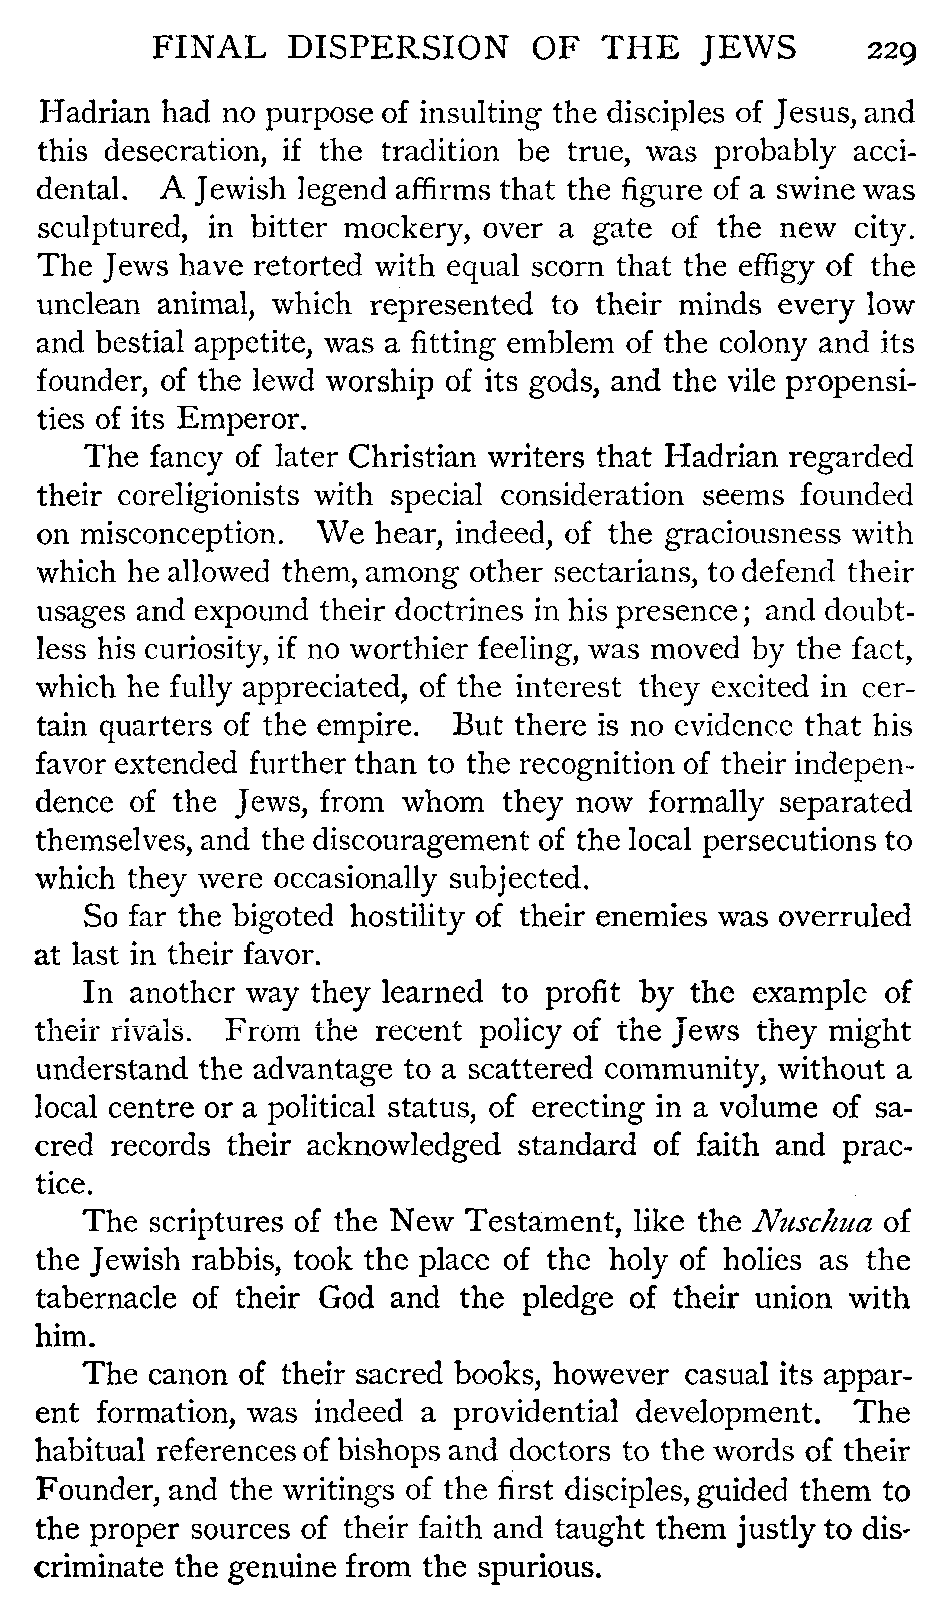 FINAL DISPERSION OF THE JEWS 229
Hadrian had no purpose of insulting the disciples of Jesus, and
this desecration, if the tradition be true, was probably acci-
dental. A Jewish legend affirms that the figure of a swine was
sculptured, in bitter mockery, over a gate of the new city.
The Jews have retorted with equal scorn that the effigy of the
unclean animal, which represented to their minds every low
and bestial appetite, was a fitting emblem of the colony and its
founder, of the lewd worship of its gods, and the vile propensi-
ties of its Emperor.
The fancy of later Christian writers that Hadrian regarded
their coreligionists with special consideration seems founded
on misconception. We hear, indeed, of the graciousness with
which he allowed them, among other sectarians, to defend their
usages and expound their doctrines in his presence; and doubt-
less his curiosity, if no worthier feeling, was moved by the fact,
which he fully appreciated, of the interest they excited in cer-
tain quarters of the empire. But there is no evidence that his
favor extended further than to the recognition of their indepen-
dence of the Jews, from whom they now formally separated
themselves, and the discouragement of the local persecutions to
which they were occasionally subjected.
So far the bigoted hostility of their enemies was overruled
at last in their favor.
In another way they learned to profit by the example of
their rivals. From the recent policy of the Jews they might
understand the advantage to a scattered community, without a
local centre or a political status, of erecting in a volume of sa-
cred records their acknowledged standard of faith and prac-
tice.
The scriptures of the New Testament, like the Nuschua of
the Jewish rabbis, took the place of the holy of holies as the
tabernacle of their God and the pledge of their union with
him.
The canon of their sacred books, however casual its appar-
ent formation, was indeed a providential development. The
habitual references of bishops and doctors to the words of their
Founder, and the writings of the first disciples, guided them to
the proper sources of their faith and taught them justly to dis-
criminate the genuine from the spurious.